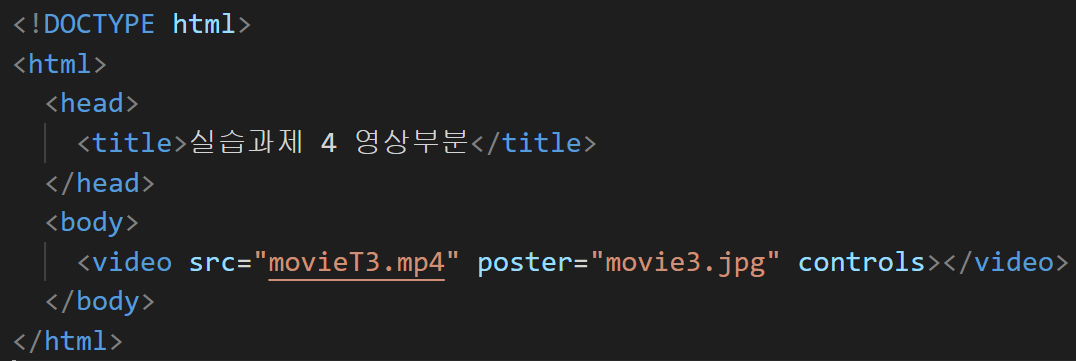 <!DOCTYPE html>
<html>
<head>
<title>실습과제 4 영상부분</title>
</head>
<body>
<video src="movieT3.mp4" poster="movie3.jpg" controls></video>
</body>
</html>